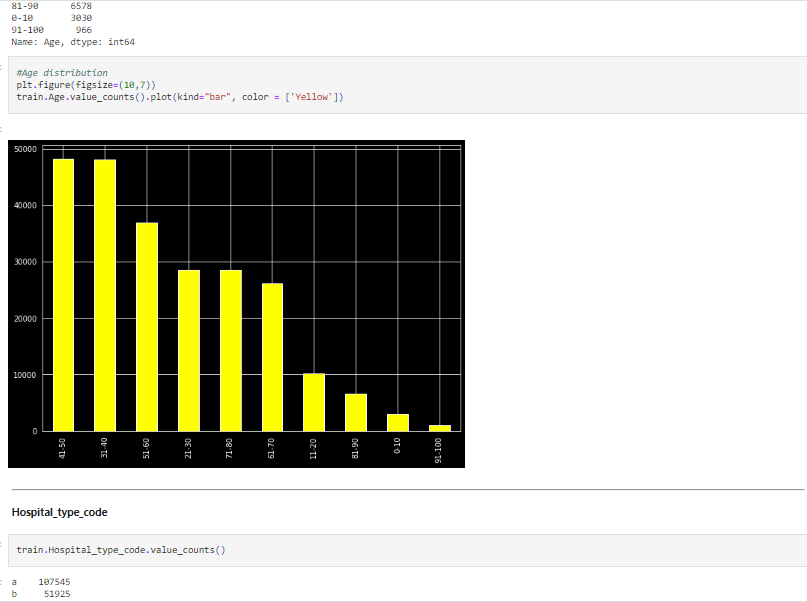 81-90 6578
0-10 3030
91-100 966
Name: Age, dtype: int64
#Age distribution
plt.figure(figsize=(10,7))
train.Age.value_counts().plot(kind="bar", color = ['Yellow'])
50000
40000
30000
20000
10000
0
41-50 31-40 51-60 21-30 71-80 61-70 11-20 81-90 0-10 91-100
Hospital_type_code
train.Hospital_type_code.value_counts()
a 107545
b 51925